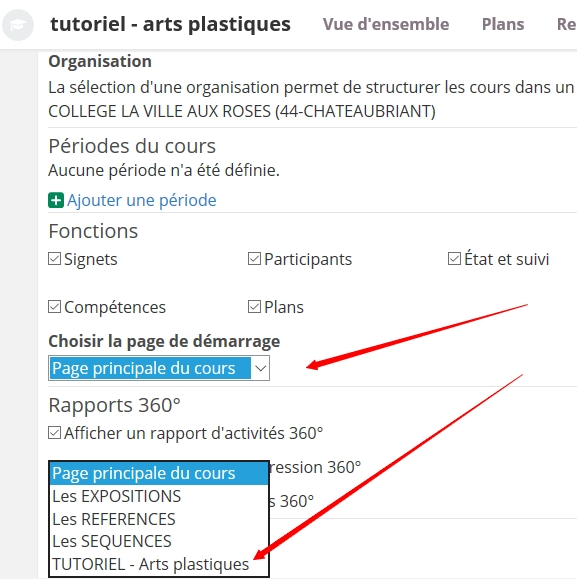 tutoriel - arts plastiques Vue d'ensemble Plans Re
Organisation
La sélection d'une organisation permet de structurer les cours dans un
COLLEGE LA VILLE AUX ROSES (44-CHATEAUBRIANT)
Périodes du cours
Aucune période n'a été définie.
Ajouter une période
Fonctions
Signets Participants État et suivi
Compétences Plans
Choisir la page de démarrage
Page principale du cours
Rapports 360°
Afficher un rapport d'activités 360°
ression 360°
s 360°
Page principale du cours
Les EXPOSITIONS
Les REFERENCES
Les SEQUENCES
TUTORIEL - Arts plastiques